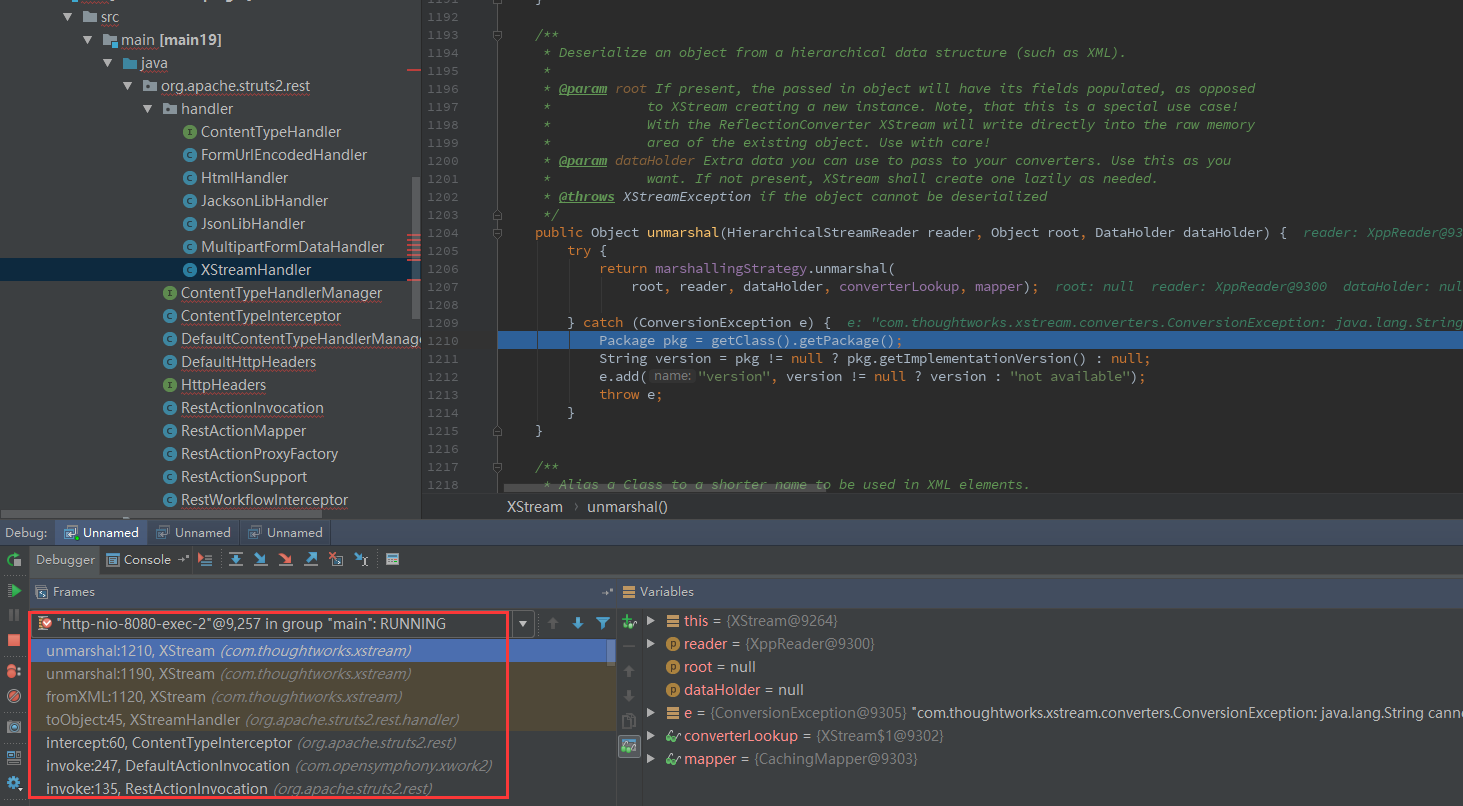 src
main [main19]
java
org.apache.struts2.rest
handler
ContentTypeHandler
FormUrlEncodedHandler
HtmlHandler
JacksonLibHandler
JsonLibHandler
MultipartFormDataHandler
XStreamHandler
ContentTypeHandlerManager
ContentTypeInterceptor
DefaultContentTypeHandlerManage
DefaultHttpHeaders
HttpHeaders
RestActionInvocation
RestActionMapper
RestActionProxyFactory
RestActionSupport
RestWorkflowInterceptor
1191 }
1192
1193 /**
1194 * Deserialize an object from a hierarchical data structure (such as XML).
1195 *
1196 * @param root If present, the passed in object will have its fields populated, as opposed
1197 * to XStream creating a new instance. Note, that this is a special use case!
1198 * With the ReflectionConverter XStream will write directly into the raw memory
1199 * area of the existing object. Use with care!
1200 * @param dataHolder Extra data you can use to pass to your converters. Use this as you
1201 * want. If not present, XStream shall create one lazily as needed.
1202 * @throws XStreamException if the object cannot be deserialized
1203 */
1204 public Object unmarshal(HierarchicalStreamReader reader, Object root, DataHolder dataHolder) { reader: XppReader@93
1205 try {
1206 return marshallingStrategy.unmarshal(
1207 root, reader, dataHolder, converterLookup, mapper); root: null reader: XppReader@9300 dataHolder: nul
1208
1209 } catch (ConversionException e) { e: "com.thoughtworks.xstream.converters.ConversionException: java.lang.String
1210 Package pkg = getClass().getPackage();
1211 String version = pkg != null ? pkg.getImplementationVersion() : null;
1212 e.add( name: "version", version != null ? version : "not available");
1213 throw e;
1214 }
1215 }
1216
1217 /**
1218 * Alias a Class to a shorter name to be used in XML elements.
XStream › unmarshal()
Debug: Unnamed Unnamed Unnamed
Debugger Console
Frames
"http-nio-8080-exec-2"@9,257 in group "main": RUNNING
unmarshal:1210, XStream (com.thoughtworks.xstream)
unmarshal:1190, XStream (com.thoughtworks.xstream)
fromXML:1120, XStream (com.thoughtworks.xstream)
toObject:45, XStreamHandler (org.apache.struts2.rest.handler)
intercept:60, ContentTypeInterceptor (org.apache.struts2.rest)
invoke:247, DefaultActionInvocation (com.opensymphony.xwork2)
invoke:135, RestActionInvocation (org.apache.struts2.rest)
Variables
this = {XStream@9264}
reader = {XppReader@9300}
root = null
dataHolder = null
e = {ConversionException@9305} "com.thoughtworks.xstream.converters.ConversionException: java.lang.String canno
converterLookup = {XStream$1@9302}
mapper = {CachingMapper@9303}